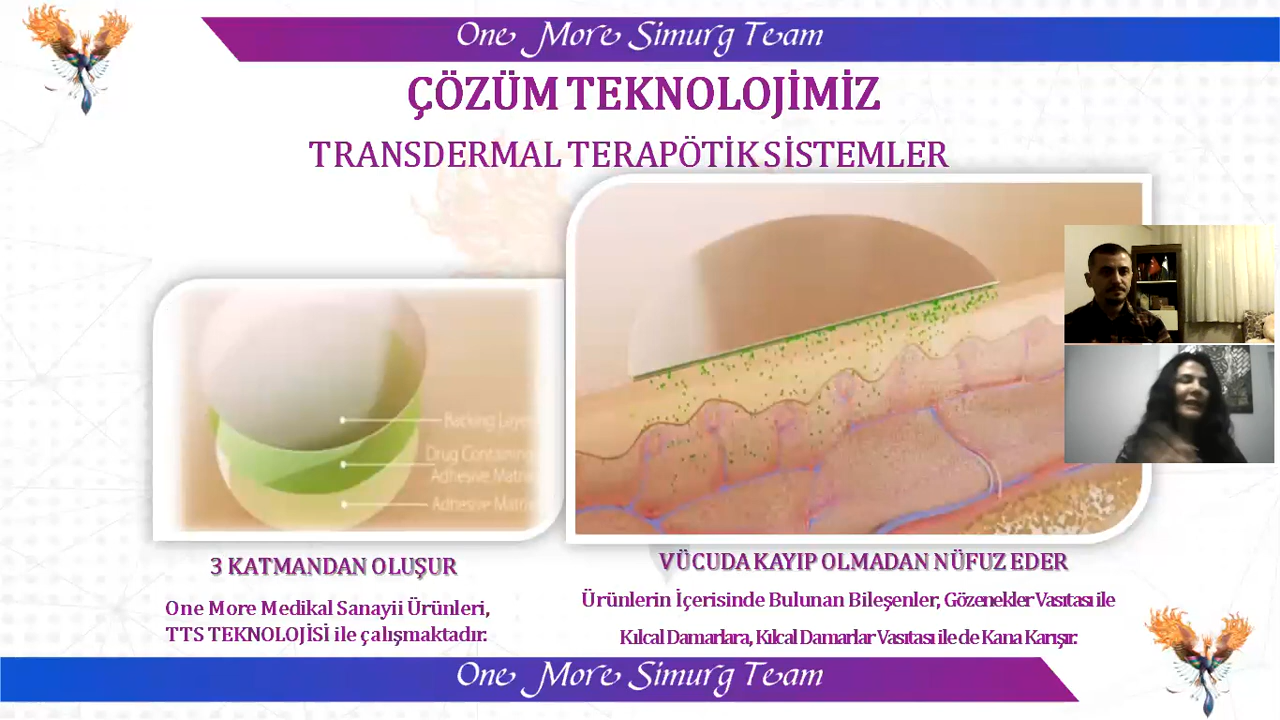 One More Simurg Team
ÇÖZÜM TEKNOLOJİMİZ
TRANSDERMAL TERAPÖTİK SİSTEMLER
Backing Layer
Drug Containing
Adhesive Matrix
Adhesive Matrix
3 KATMANDAN OLUŞUR
One More Medikal Sanayii Ürünleri,
TTS TEKNOLOJİSİ ile çalışmaktadır.
VÜCUDA KAYIP OLMADAN NÜFUZ EDER
Ürünlerin İçerisinde Bulunan Bileşenler, Gözenekler Vasıtası ile
Kılcal Damarlara, Kılcal Damarlar Vasıtası ile de Kana Karışır.
One More Simurg Team